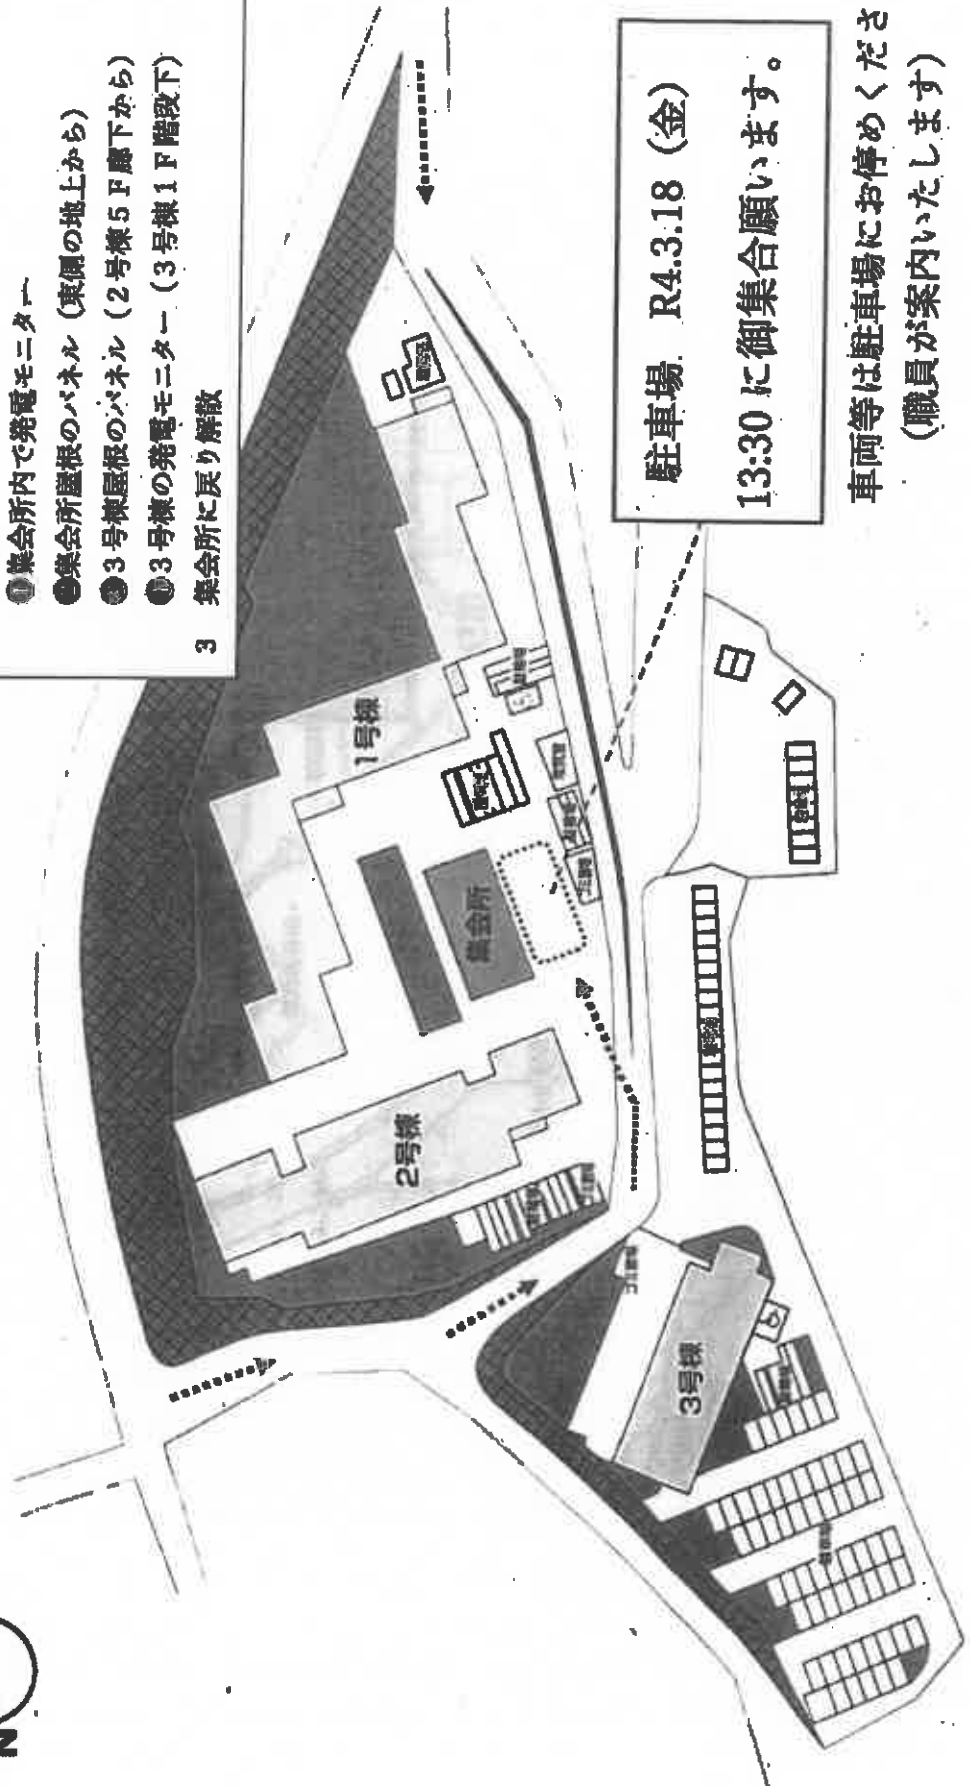 集会所内で発電モニター
集会所屋根のパネル（東側の地上から）
3号棟屋根のパネル（2号棟5F廊下から）
3号棟の発電モニター（3号棟1F階段下）
3 集会所に戻り解散
駐車場 R4.3.18（金）
13:30に御集合願います。
車両等は駐車場にお停めくださ
（職員が案内いたします）
1号棟
集会所
2号棟
3号棟
ゴミ置場
N